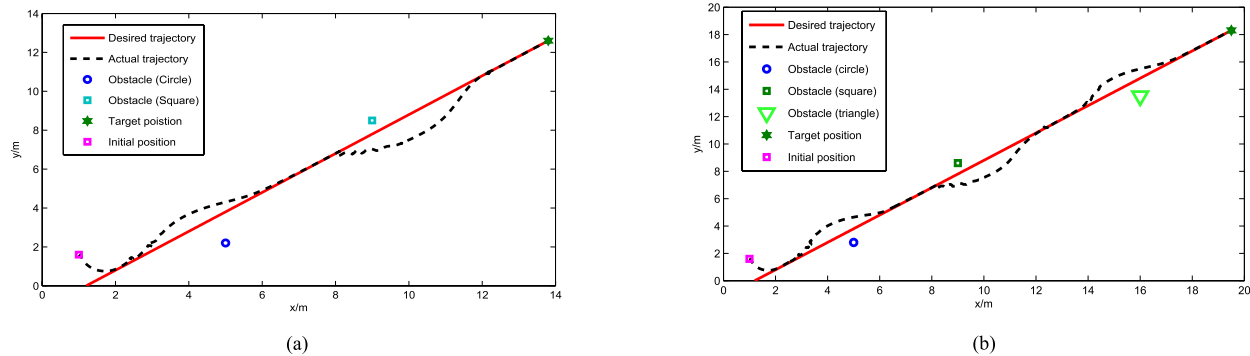 14
12
10
8
6
4
2
0
y/m
Desired trajectory
Actual trajectory
Obstacle (Circle)
Obstacle (Square)
Target poistion
Initial position
0 2 4 6 8 10 12 14
x/m
(a)
20
18
16
14
12
10
8
6
4
2
0
y/m
Desired trajectory
Actual trajectory
Obstacle (circle)
Obstacle (square)
Obstacle (triangle)
Target position
Initial position
0 2 4 6 8 10 12 14 16 18 20
x/m
(b)